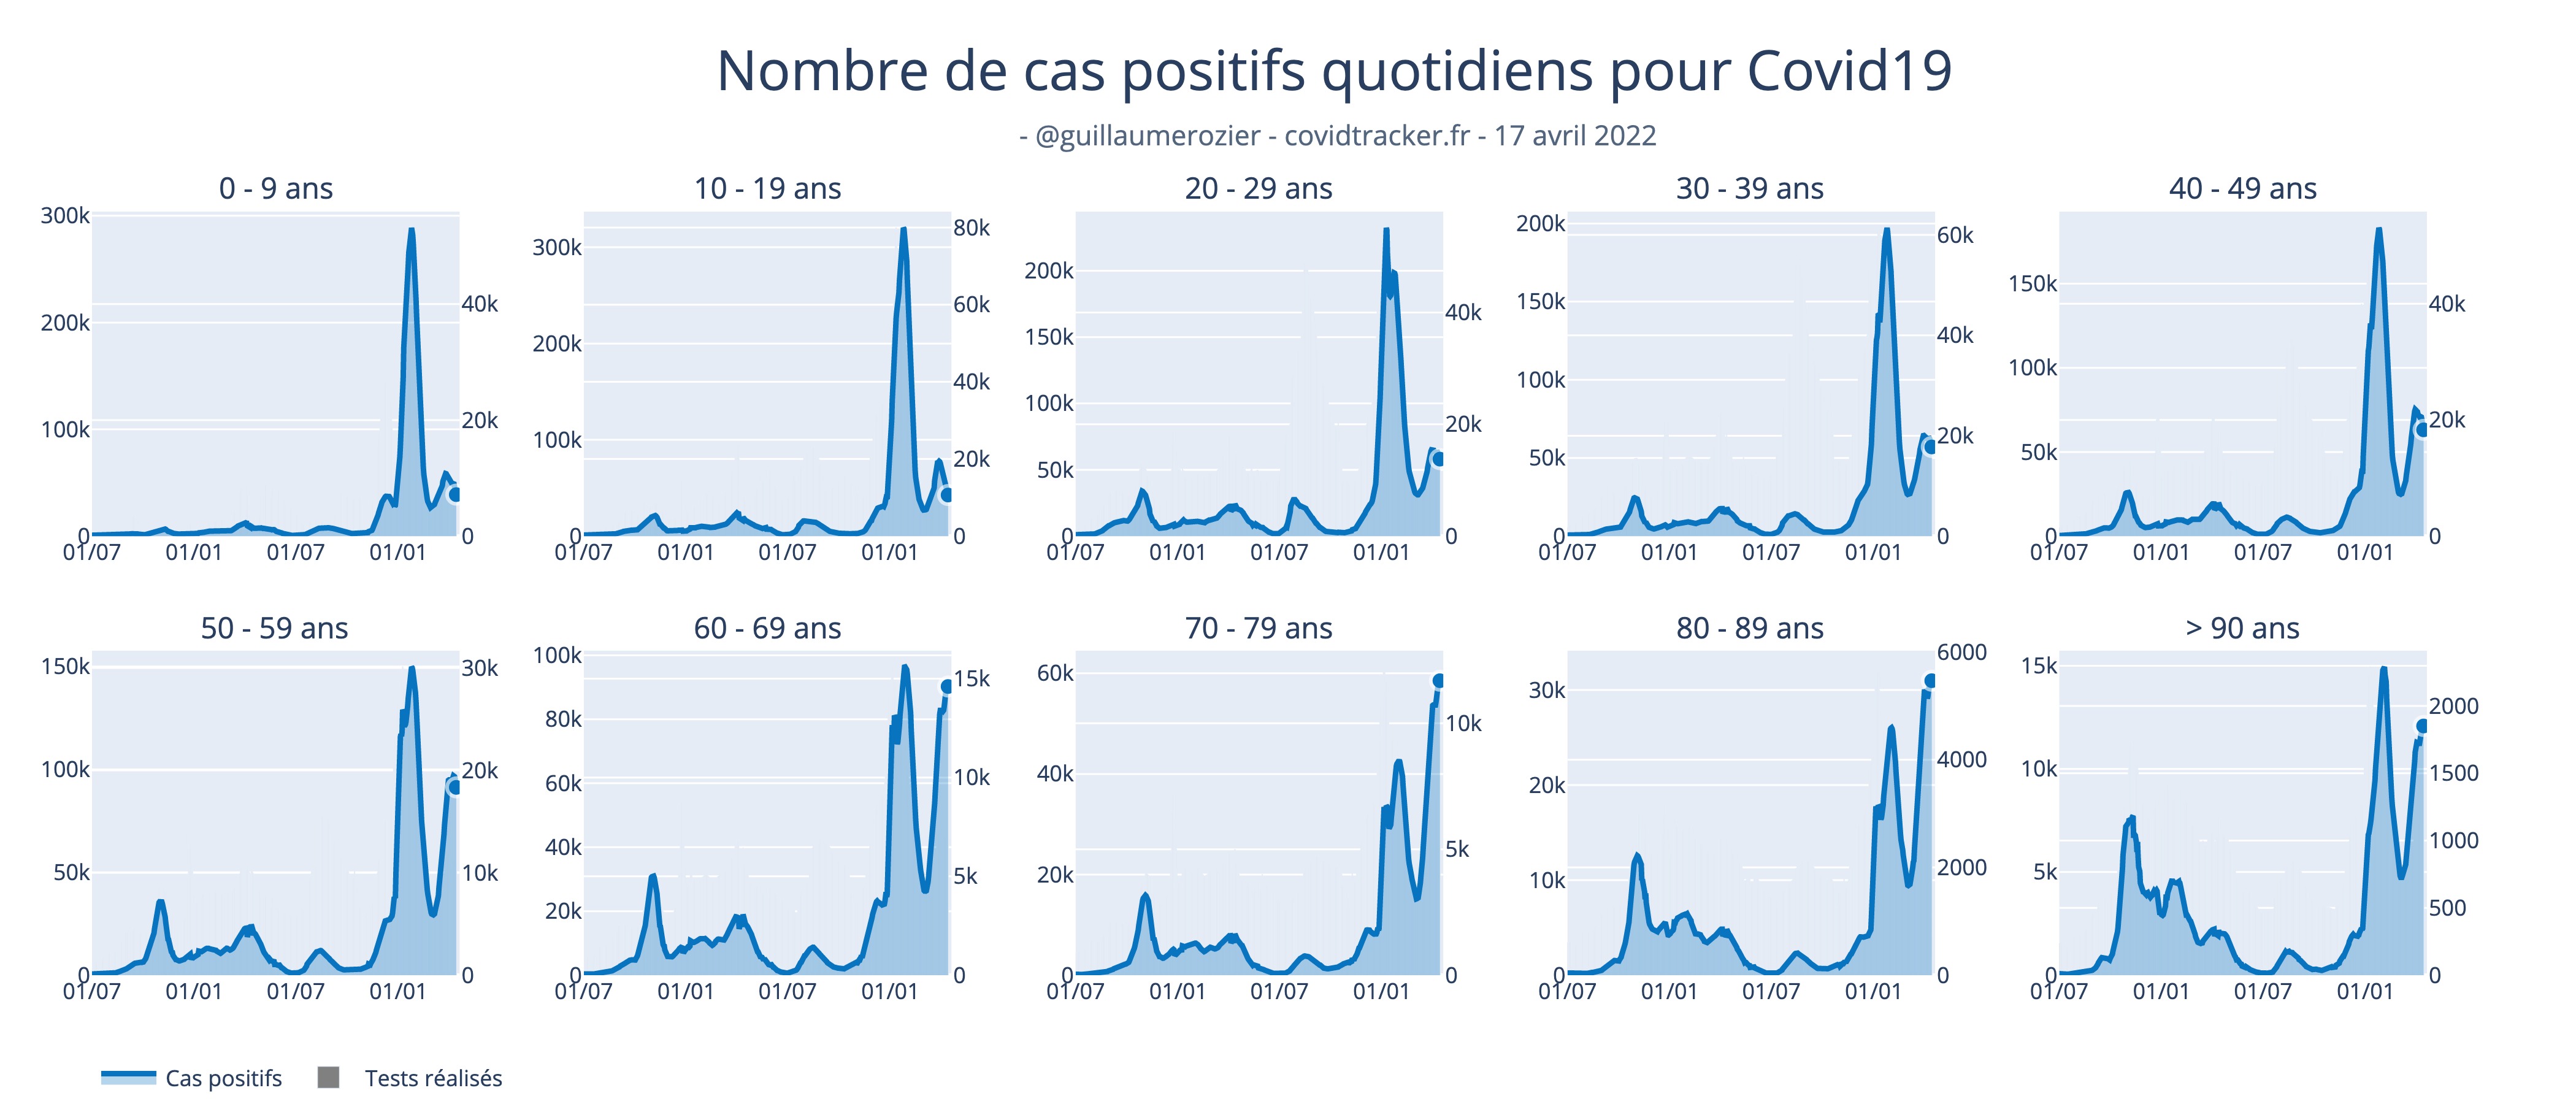 Nombre de cas positifs quotidiens pour Covid19
- @guillaumerozier - covidtracker.fr - 17 avril 2022
0 - 9 ans
300k
200k
100k
0
40k
20k
0
01/07 01/01 01/07 01/01
10 - 19 ans
300k
200k
100k
0
80k
60k
40k
20k
0
01/07 01/01 01/07 01/01
20 - 29 ans
200k
150k
100k
50k
0
40k
20k
0
01/07 01/01 01/07 01/01
30 - 39 ans
200k
150k
100k
50k
0
60k
40k
20k
0
01/07 01/01 01/07 01/01
40 - 49 ans
150k
100k
50k
0
40k
20k
0
01/07 01/01 01/07 01/01
50 - 59 ans
150k
100k
50k
0
30k
20k
10k
0
01/07 01/01 01/07 01/01
60 - 69 ans
100k
80k
60k
40k
20k
0
15k
10k
5k
0
01/07 01/01 01/07 01/01
70 - 79 ans
60k
40k
20k
0
10k
5k
0
01/07 01/01 01/07 01/01
80 - 89 ans
30k
20k
10k
0
6000
4000
2000
0
01/07 01/01 01/07 01/01
> 90 ans
15k
10k
5k
0
2000
1500
1000
500
0
01/07 01/01 01/07 01/01
Cas positifs Tests réalisés